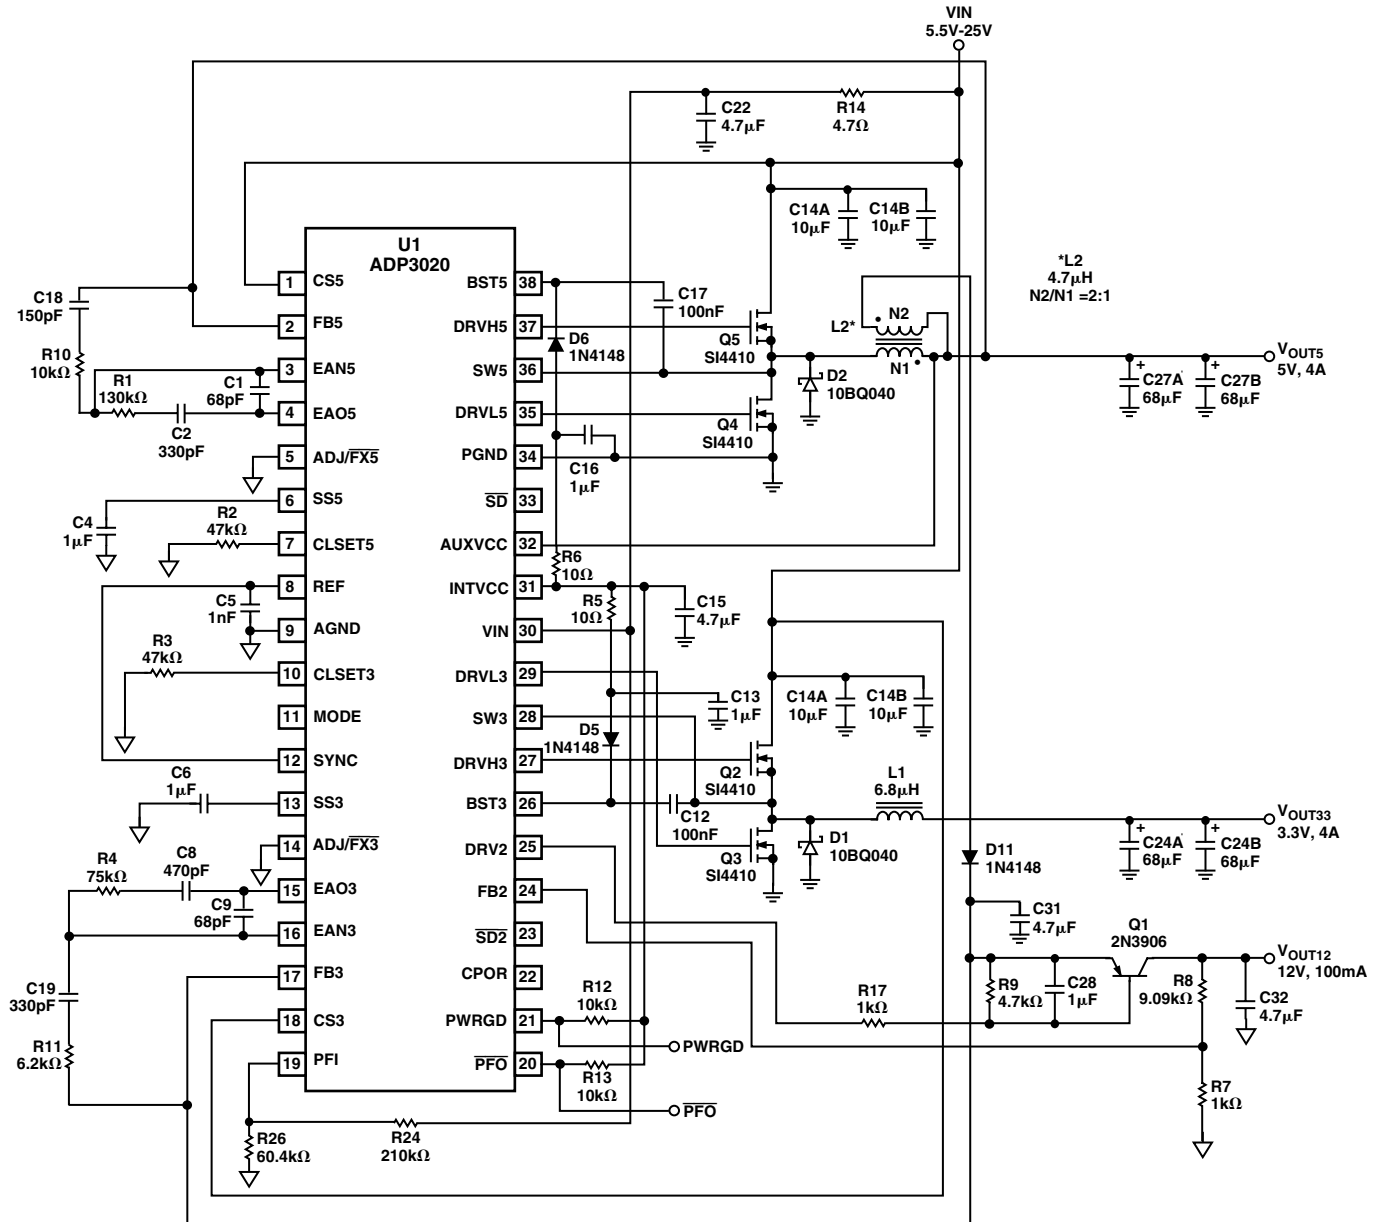 VIN
5.5V-25V
C22
4.7μF
R14
4.7Ω
C14A
10μF
C14B
10μF
*L2
4.7μH
N2/N1 =2:1
U1
ADP3020
1
CS5
2
FB5
3
EAN5
4
EAO5
5
ADJ/FX5
6
SS5
7
CLSET5
8
REF
9
AGND
10
CLSET3
11
MODE
12
SYNC
13
SS3
14
ADJ/FX3
15
EAO3
16
EAN3
17
FB3
18
CS3
19
PFI
BST5
38
DRVH5
37
SW5
36
DRVL5
35
PGND
34
SD
33
AUXVCC
32
INTVCC
31
VIN
30
DRVL3
29
SW3
28
DRVH3
27
BST3
26
DRV2
25
FB2
24
SD2
23
CPOR
22
PWRGD
21
PFO
20
C18
150pF
R10
10kΩ
R1
130kΩ
C1
68pF
C2
330pF
C4
1μF
R2
47kΩ
C5
1nF
R3
47kΩ
C6
1μF
R4
75kΩ
C8
470pF
C9
68pF
C19
330pF
R11
6.2kΩ
R26
60.4kΩ
R24
210kΩ
C17
100nF
D6
1N4148
Q5
SI4410
L2*
N2
N1
D2
10BQ040
Q4
SI4410
C16
1μF
+
C27A
68μF
+
C27B
68μF
VOUT5
5V, 4A
R6
10Ω
R5
10Ω
C15
4.7μF
C13
1μF
D5
1N4148
C14A
10μF
C14B
10μF
Q2
SI4410
L1
6.8μH
C12
100nF
Q3
SI4410
D1
10BQ040
+
C24A
68μF
+
C24B
68μF
VOUT33
3.3V, 4A
D11
1N4148
C31
4.7μF
Q1
2N3906
R9
4.7kΩ
C28
1μF
R8
9.09kΩ
C32
4.7μF
VOUT12
12V, 100mA
R17
1kΩ
R7
1kΩ
R12
10kΩ
PWRGD
R13
10kΩ
PFO